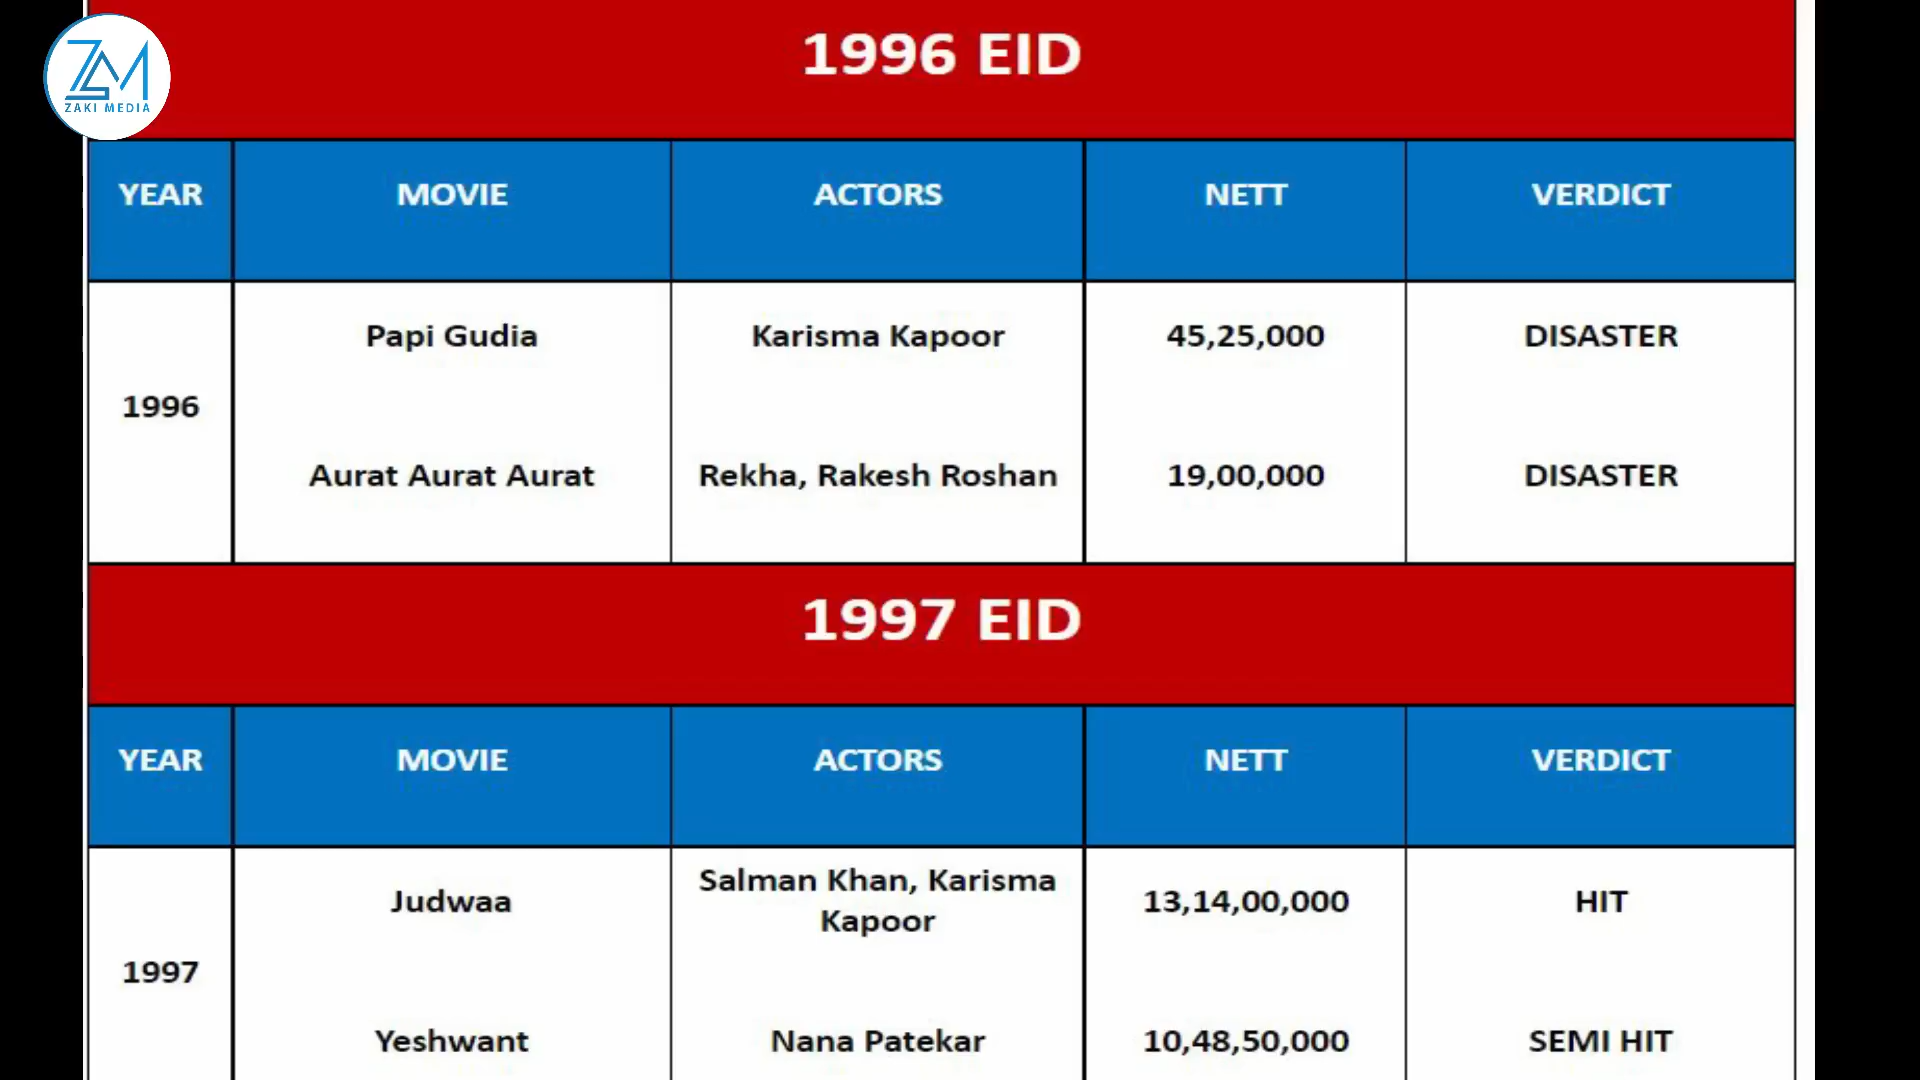 ZAKI MEDIA
1996 EID
YEAR MOVIE ACTORS NETT VERDICT
Papi Gudia Karisma Kapoor 45,25,000 DISASTER
1996
Aurat Aurat Aurat Rekha, Rakesh Roshan 19,00,000 DISASTER
1997 EID
YEAR MOVIE ACTORS NETT VERDICT
Judwaa Salman Khan, Karisma
Kapoor 13,14,00,000 HIT
1997
Yeshwant Nana Patekar 10,48,50,000 SEMI HIT